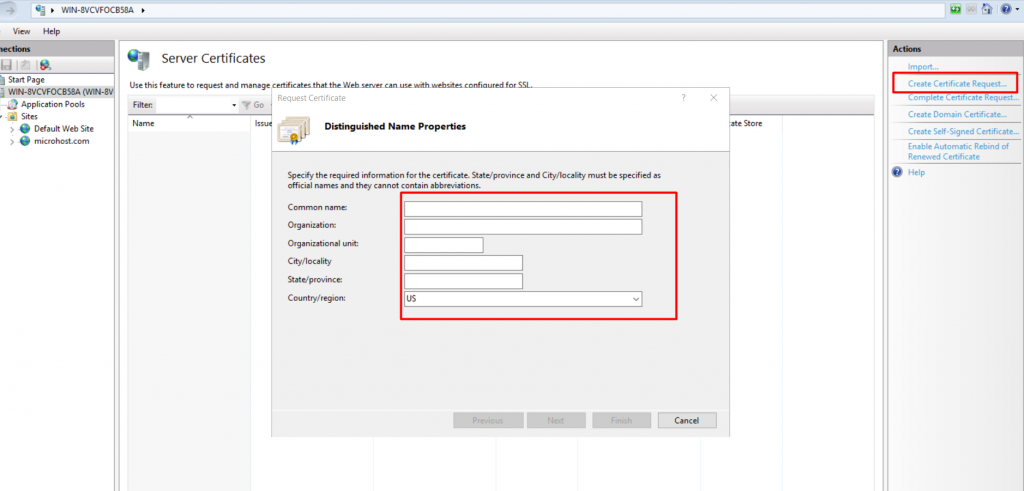 WIN-8VCVFOCB58A
View Help
nections
Start Page
WIN-8VCVFOCB58A (WIN-8V
Application Pools
Sites
Default Web Site
microhost.com
Server Certificates
Use this feature to request and manage certificates that the Web server can use with websites configured for SSL.
Filter: Go
Name Issue
ate Store
Request Certificate ? ×
Distinguished Name Properties
Specify the required information for the certificate. State/province and City/locality must be specified as
official names and they cannot contain abbreviations.
Common name:
Organization:
Organizational unit:
City/locality
State/province:
Country/region: US
Previous Next Finish Cancel
Actions
Import...
Create Certificate Request...
Complete Certificate Request...
Create Domain Certificate...
Create Self-Signed Certificate...
Enable Automatic Rebind of
Renewed Certificate
Help